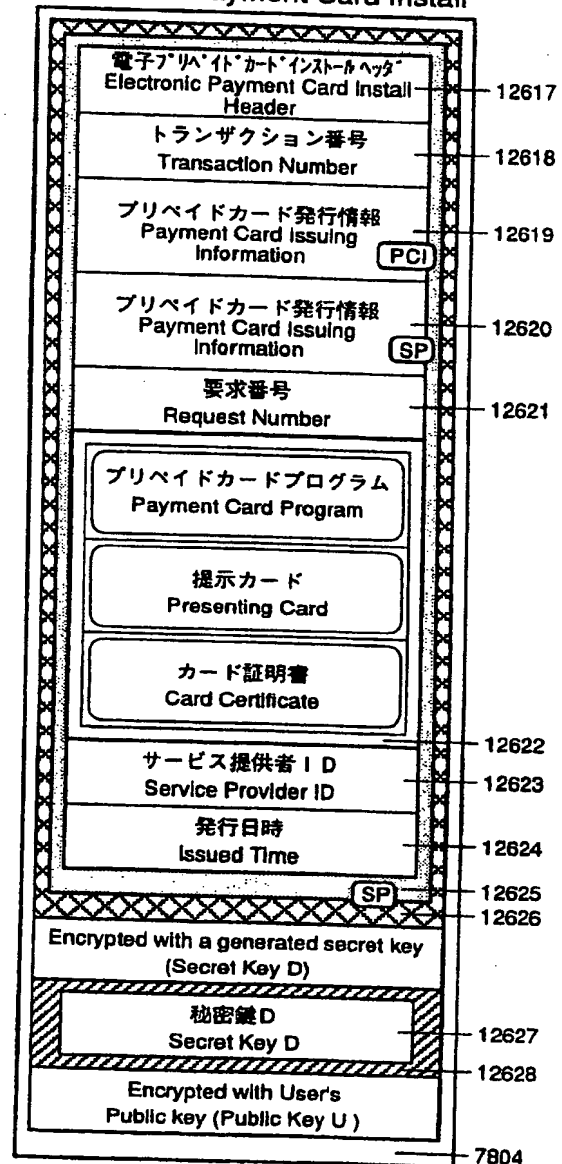 ayment Card Install
電子プリペイドカードインストールヘッダ
Electronic Payment Card Install
Header
12617
トランザクション番号
Transaction Number
12618
プリペイドカード発行情報
Payment Card Issuing
Information
PCI
12619
プリペイドカード発行情報
Payment Card Issuing
Information
SP
12620
要求番号
Request Number
12621
プリペイドカードプログラム
Payment Card Program
提示カード
Presenting Card
カード証明書
Card Certificate
12622
サービス提供者ID
Service Provider ID
12623
発行日時
Issued Time
12624
SP
12625
12626
Encrypted with a generated secret key
(Secret Key D)
秘密鍵D
Secret Key D
12627
12628
Encrypted with User's
Public key (Public Key U)
7804